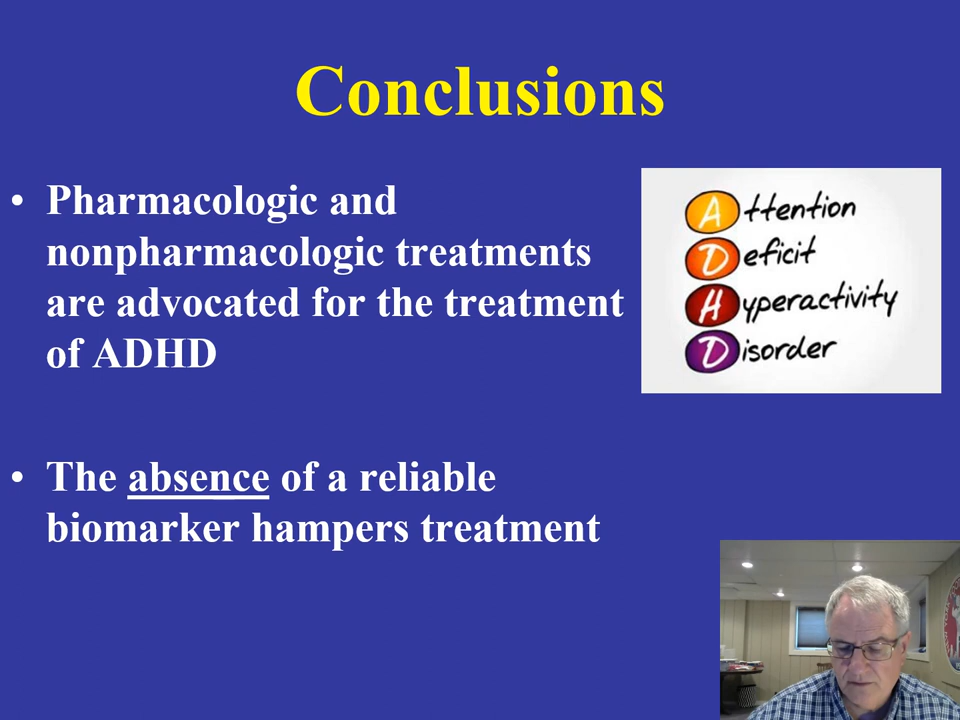 Conclusions
• Pharmacologic and
nonpharmacologic treatments
are advocated for the treatment
of ADHD
Attention
Deficit
Hyperactivity
Disorder
• The absence of a reliable
biomarker hampers treatment